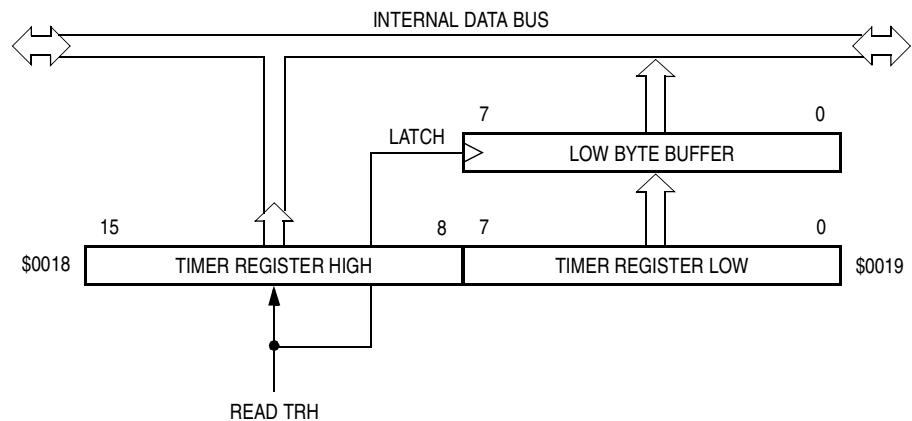 INTERNAL DATA BUS
7 0
LATCH
LOW BYTE BUFFER
15 8 7 0
$0018 TIMER REGISTER HIGH TIMER REGISTER LOW $0019
READ TRH